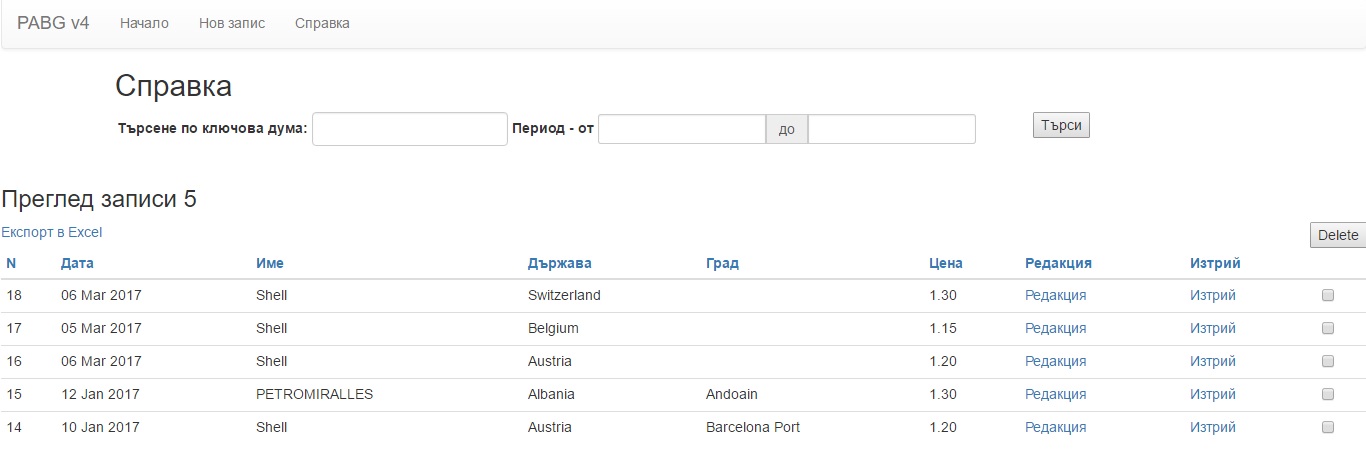 PABG v4 Начало Нов запис Справка
Справка
Търсене по ключова дума: Период - от до Търси
Преглед записи 5
Експорт в Excel Delete
N Дата Име Държава Град Цена Редакция Изтрий
18 06 Mar 2017 Shell Switzerland 1.30 Редакция Изтрий
17 05 Mar 2017 Shell Belgium 1.15 Редакция Изтрий
16 06 Mar 2017 Shell Austria 1.20 Редакция Изтрий
15 12 Jan 2017 PETROMIRALLES Albania Andoain 1.30 Редакция Изтрий
14 10 Jan 2017 Shell Austria Barcelona Port 1.20 Редакция Изтрий